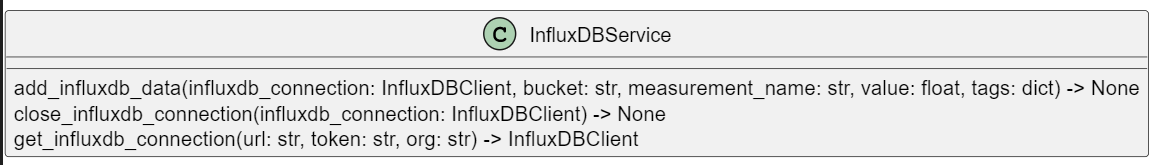 C InfluxDBService
add_influxdb_data(influxdb_connection: InfluxDBClient, bucket: str, measurement_name: str, value: float, tags: dict) -> None
close_influxdb_connection(influxdb_connection: InfluxDBClient) -> None
get_influxdb_connection(url: str, token: str, org: str) -> InfluxDBClient